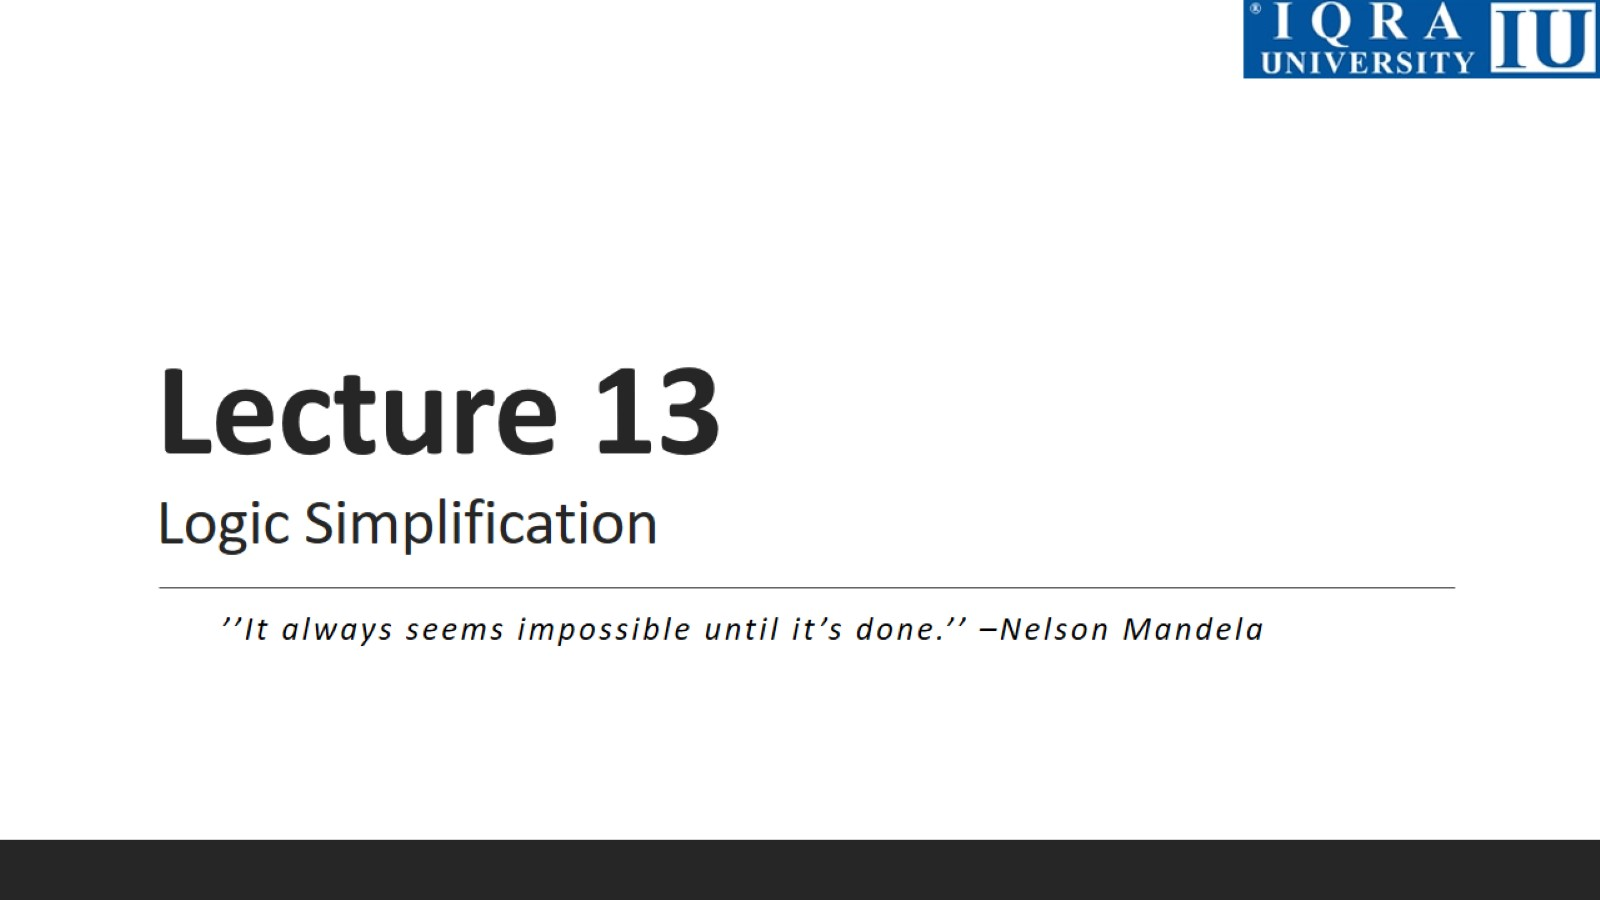 ® IQRA
UNIVERSITY IU
Lecture 13
Logic Simplification
’’It always seems impossible until it’s done.’’ –Nelson Mandela